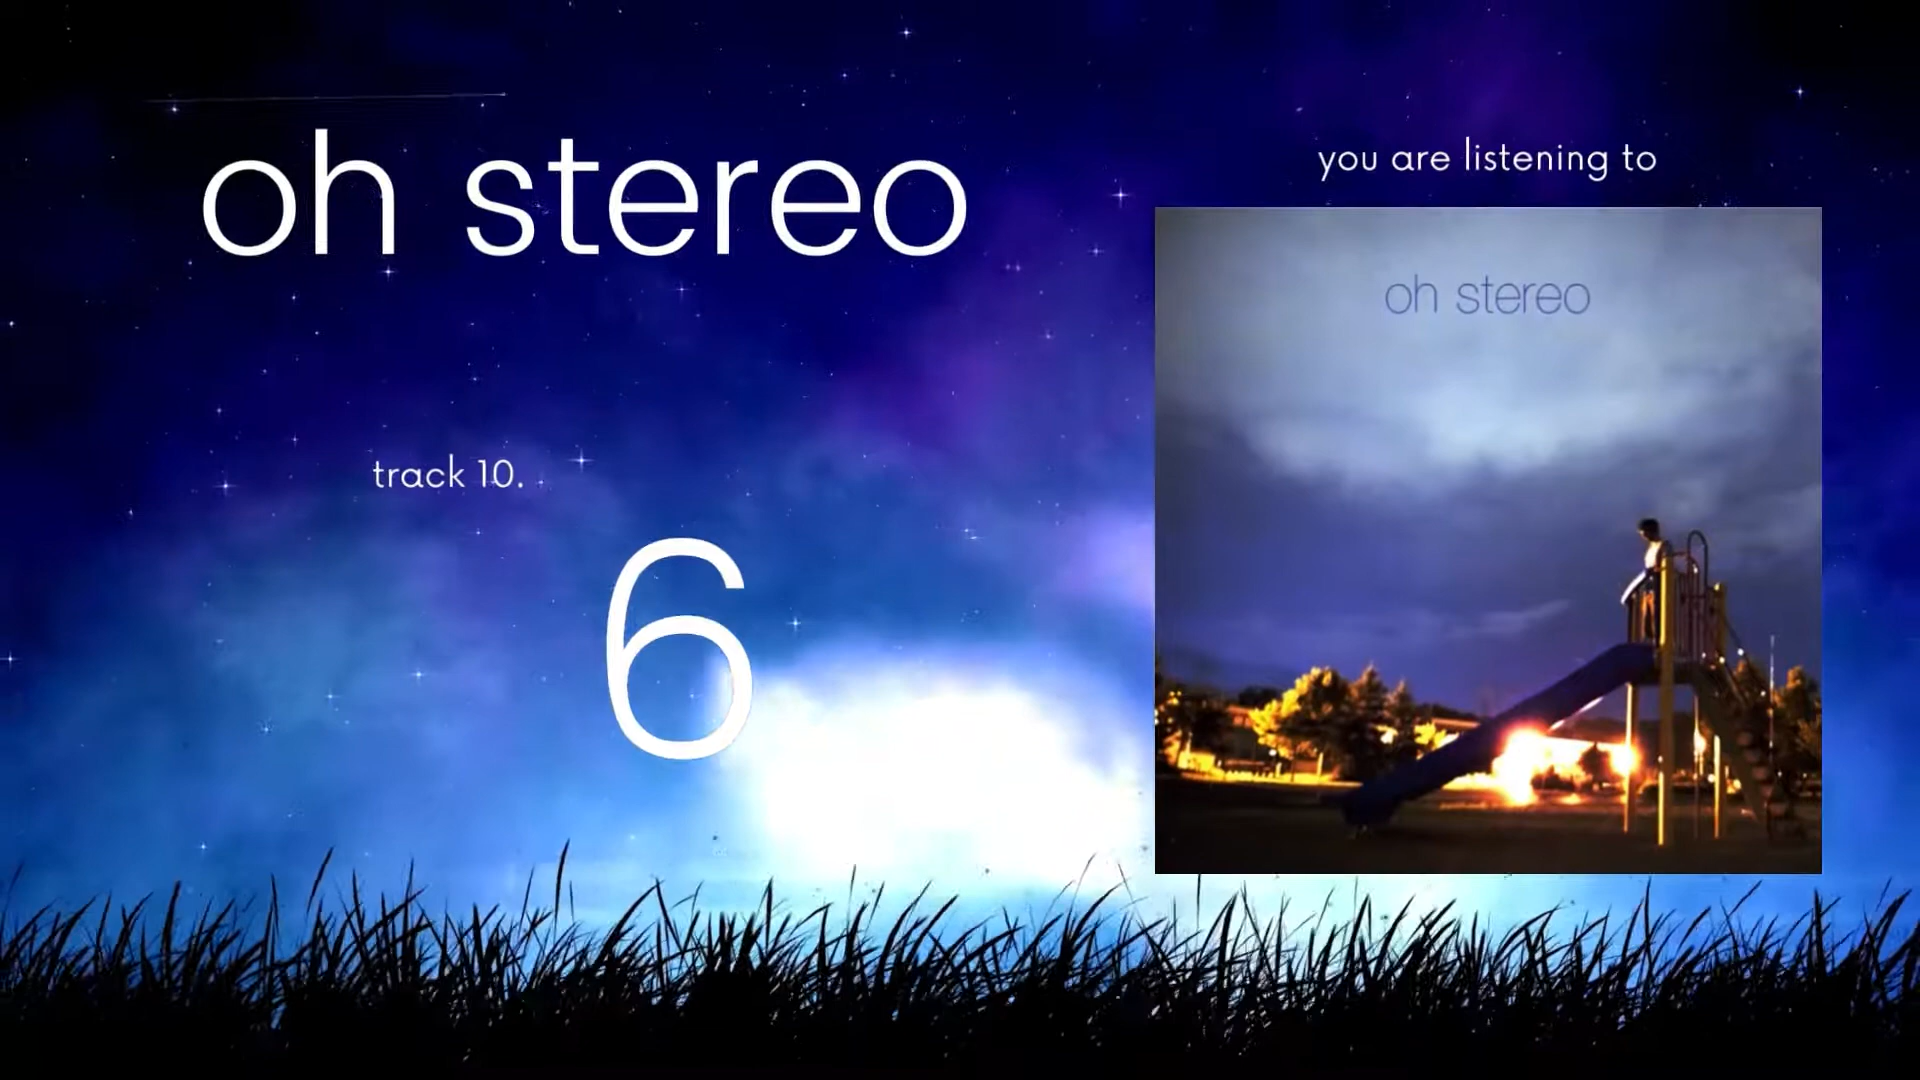 oh stereo
track 10.
6
you are listening to
oh stereo